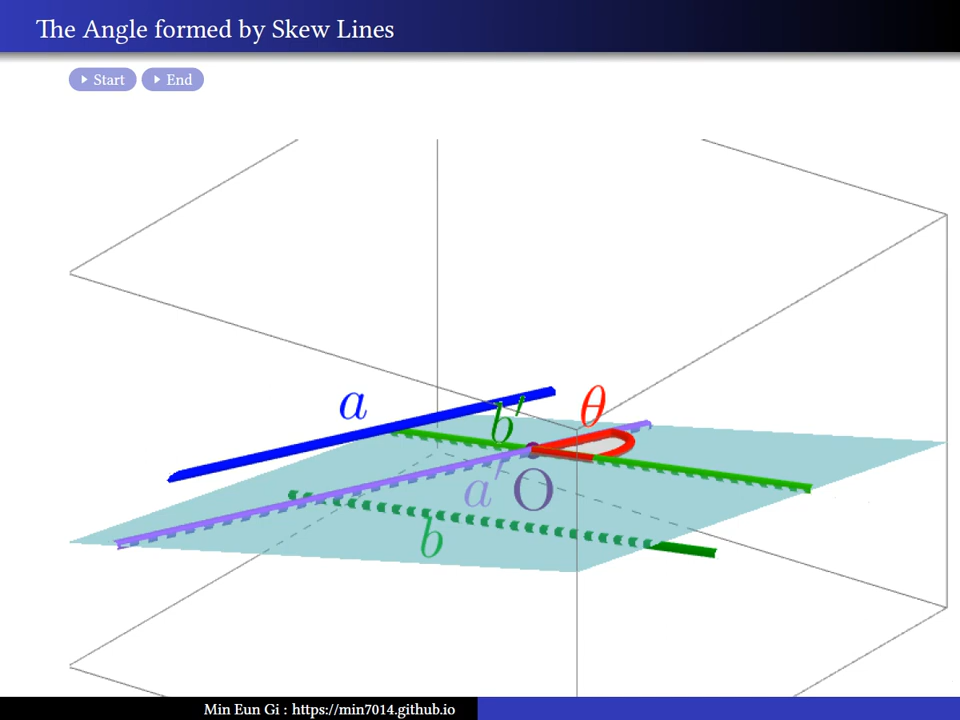 The Angle formed by Skew Lines
Start End
a
b′
θ
a′
O
b
Min Eun Gi : https://min7014.github.io